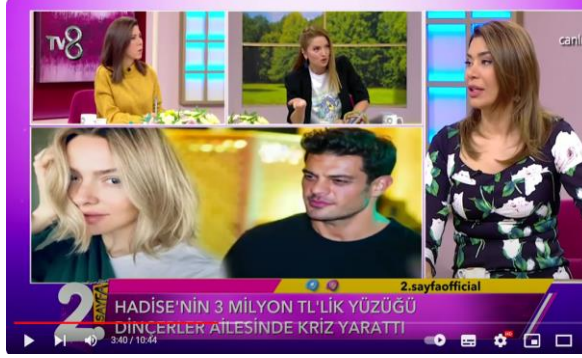 TV8
canlı
2.sayfaofficial
2. SAYFA
HADİSE'NİN 3 MİLYON TL'LİK YÜZÜĞÜ
DİNÇERLER AİLESİNDE KRİZ YARATTI
3:40 / 10:44
HD